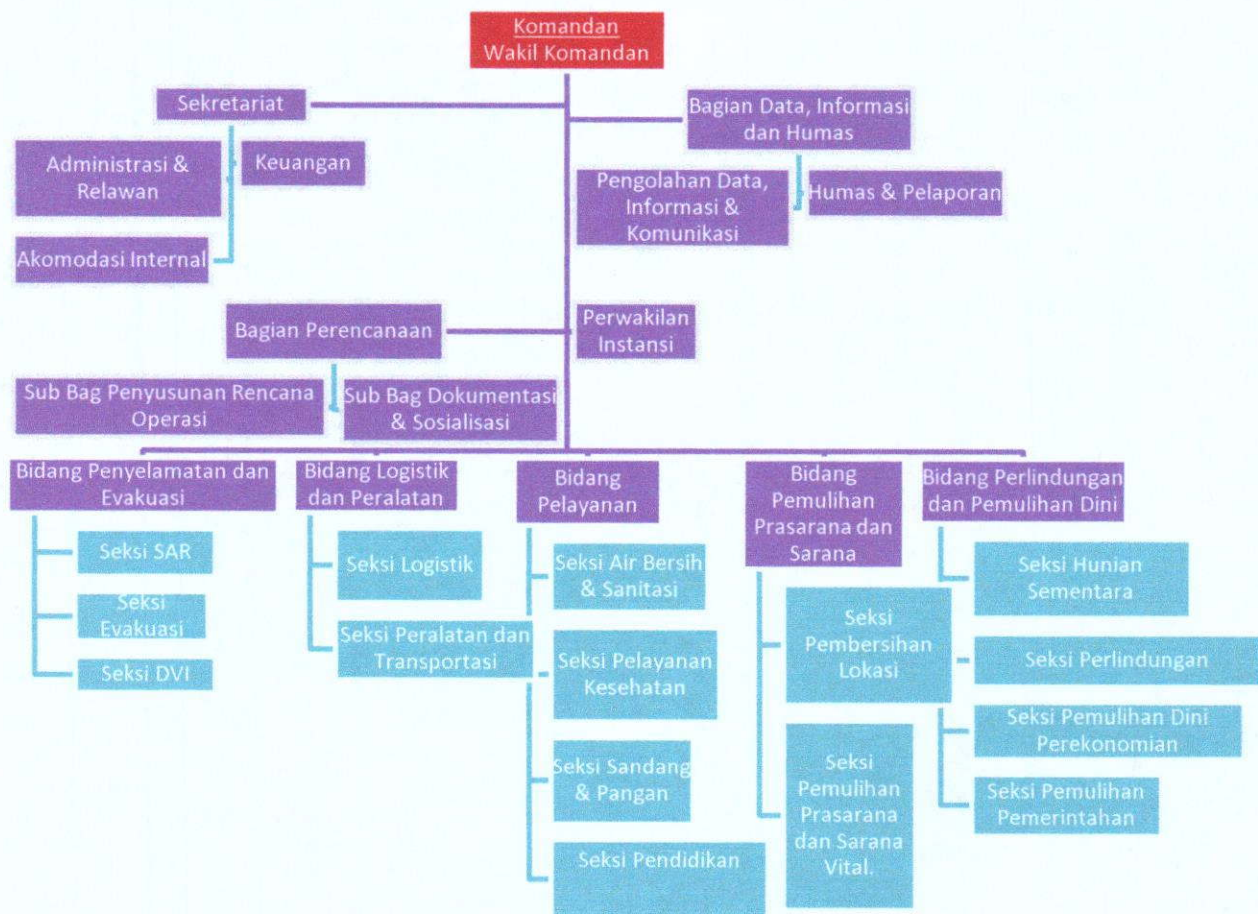 Komandan
Wakil Komandan
Sekretariat
Bagian Data, Informasi
dan Humas
Administrasi &
Relawan
Keuangan
Pengolahan Data,
Informasi &
Komunikasi
Humas & Pelaporan
Akomodasi Internal
Bagian Perencanaan
Perwakilan
Instansi
Sub Bag Penyusunan Rencana
Operasi
Sub Bag Dokumentasi
& Sosialisasi
Bidang Penyelamatan dan
Evakuasi
Seksi SAR
Seksi
Evakuasi
Seksi DVI
Bidang Logistik
dan Peralatan
Seksi Logistik
Seksi Peralatan dan
Transportasi
Bidang
Pelayanan
Seksi Air Bersih
& Sanitasi
Seksi Pelayanan
Kesehatan
Seksi Sandang
& Pangan
Seksi Pendidikan
Bidang
Pemulihan
Prasarana dan
Sarana
Seksi
Pembersihan
Lokasi
Seksi
Pemulihan
Prasarana
dan Sarana
Vital.
Bidang Perlindungan
dan Pemulihan Dini
Seksi Hunian
Sementara
Seksi Perlindungan
Seksi Pemulihan Dini
Perekonomian
Seksi Pemulihan
Pemerintahan